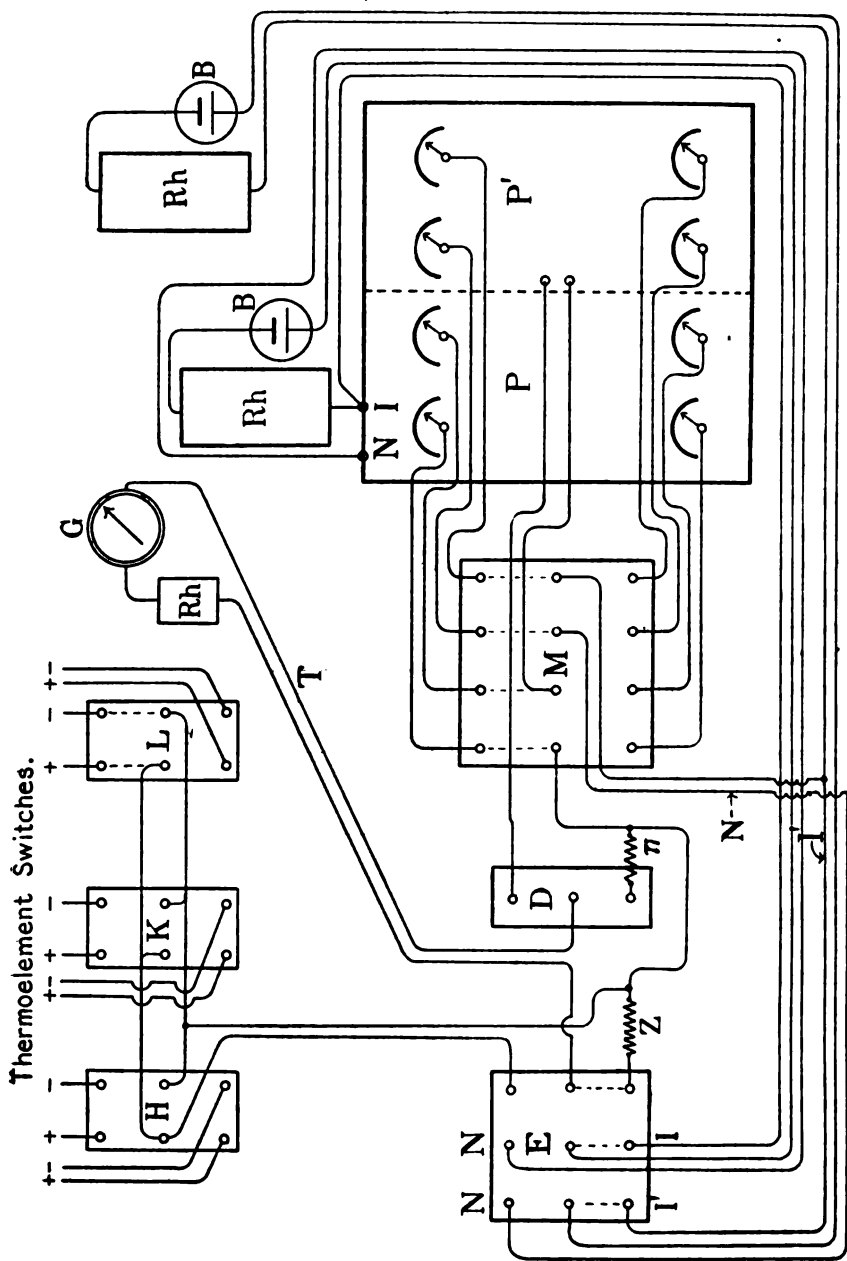 Thermoelement Switches.
+ -
+ -
H
+ -
+ -
K
+ -
+ -
L
G
Rh
T
Rh
B
N I
Rh
B
P
P'
M
D
n
N→
I'
Z
N N
E
I' I